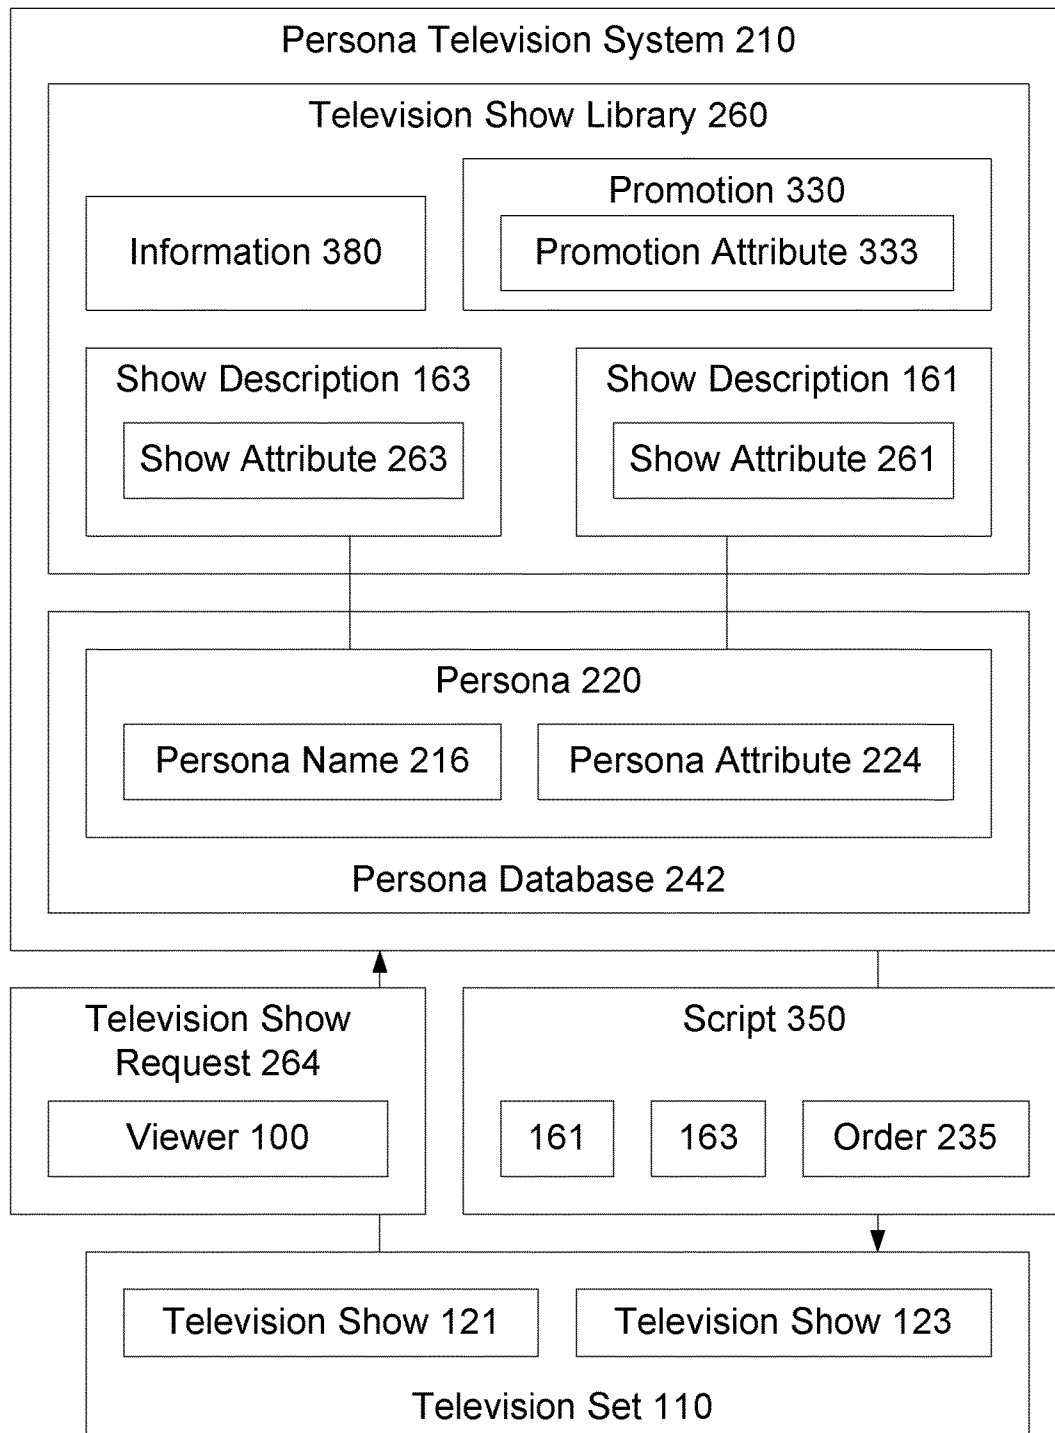 Persona Television System 210
Television Show Library 260
Promotion 330
Information 380
Promotion Attribute 333
Show Description 163
Show Description 161
Show Attribute 263
Show Attribute 261
Persona 220
Persona Name 216
Persona Attribute 224
Persona Database 242
Television Show
Request 264
Viewer 100
Script 350
161
163
Order 235
Television Show 121
Television Show 123
Television Set 110